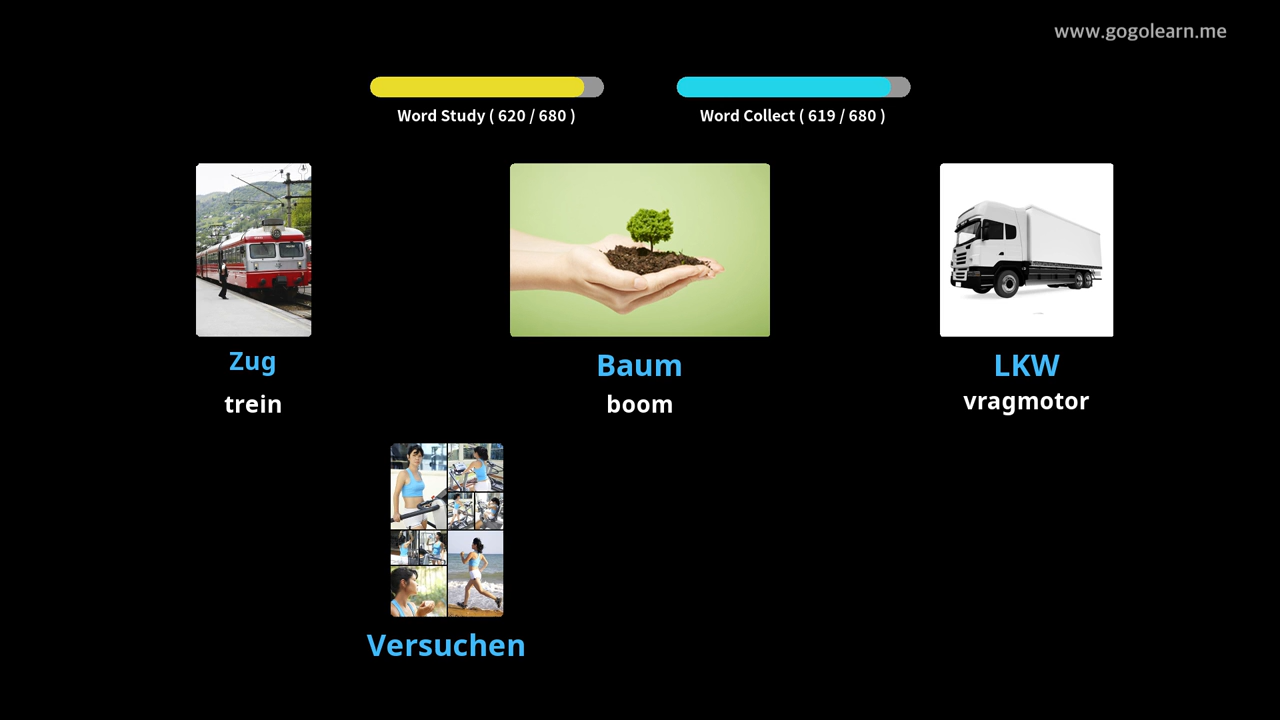 www.gogolearn.me
Word Study ( 620 / 680 )
Word Collect ( 619 / 680 )
Zug
Baum
LKW
trein
boom
vragmotor
Versuchen